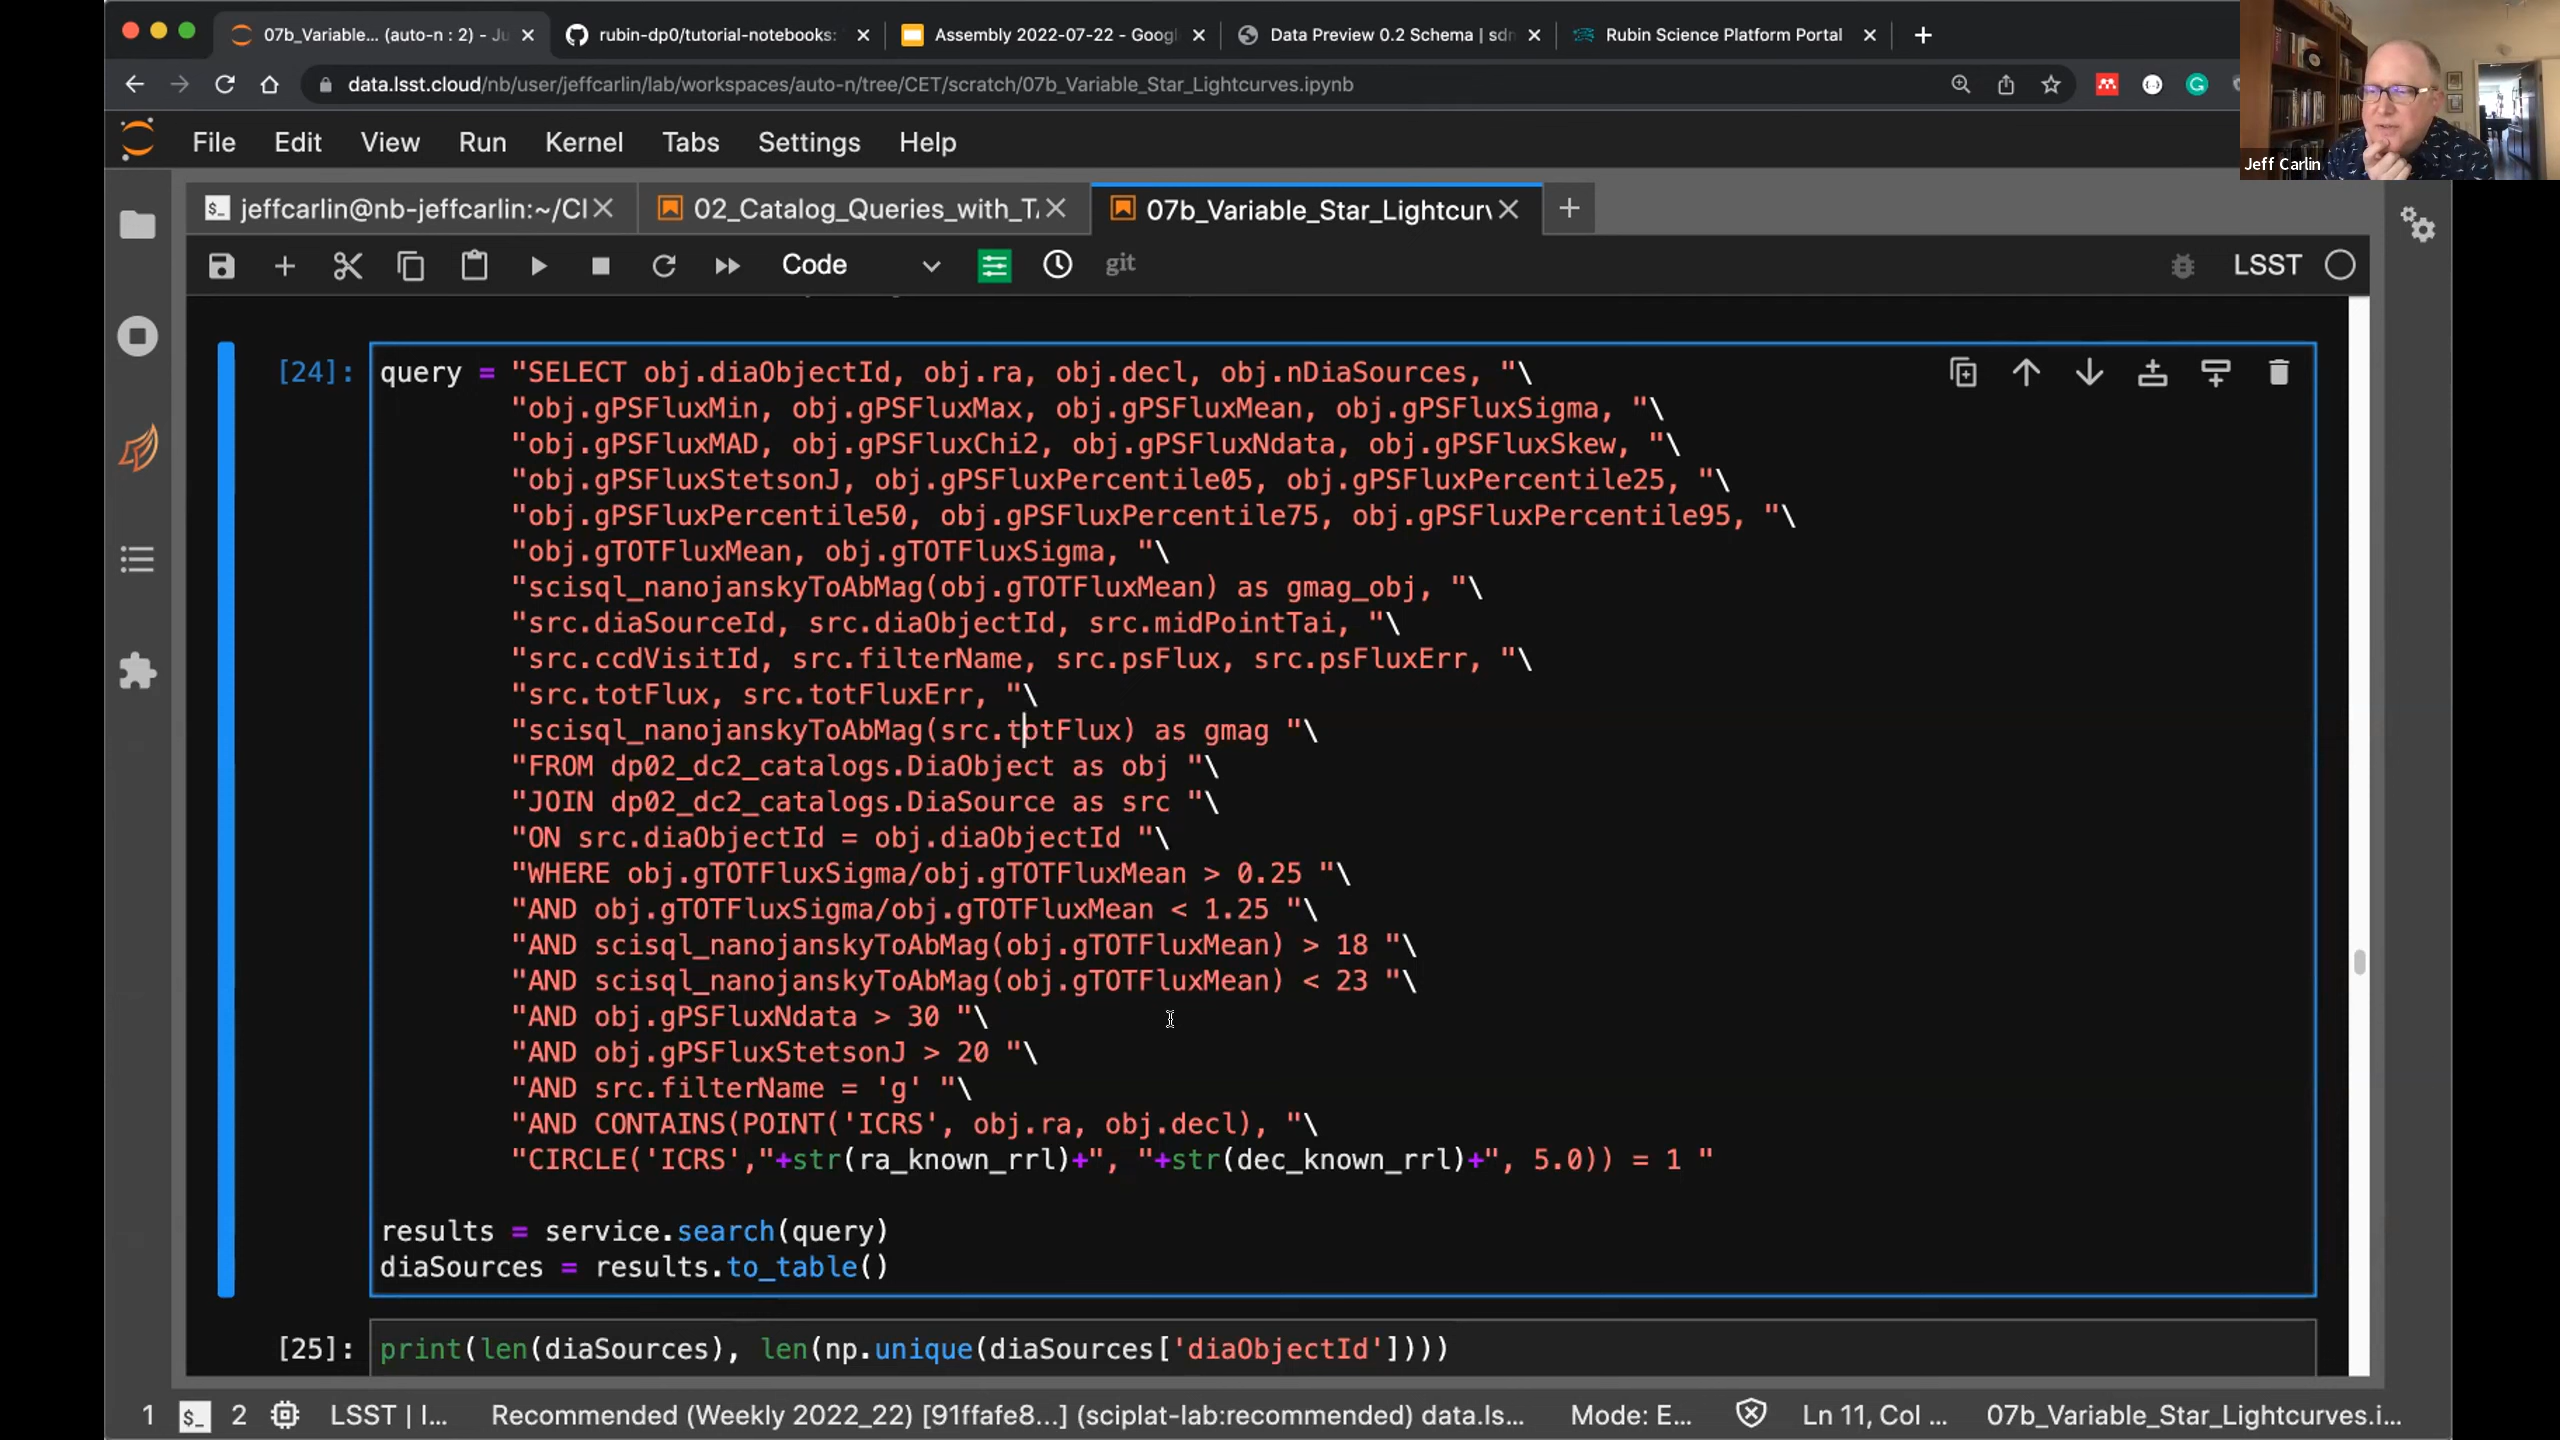 07b_Variable... (auto-n : 2) - Ju
rubin-dp0/tutorial-notebooks:
Assembly 2022-07-22 - Googl
Data Preview 0.2 Schema | sdm
Rubin Science Platform Portal
data.lsst.cloud/nb/user/jeffcarlin/lab/workspaces/auto-n/tree/CET/scratch/07b_Variable_Star_Lightcurves.ipynb
Jeff Carlin
File Edit View Run Kernel Tabs Settings Help
jeffcarlin@nb-jeffcarlin:~/CI
02_Catalog_Queries_with_T
07b_Variable_Star_Lightcurv
Code git LSST
[24]: query = "SELECT obj.diaObjectId, obj.ra, obj.decl, obj.nDiaSources, "\
"obj.gPSFluxMin, obj.gPSFluxMax, obj.gPSFluxMean, obj.gPSFluxSigma, "\
"obj.gPSFluxMAD, obj.gPSFluxChi2, obj.gPSFluxNdata, obj.gPSFluxSkew, "\
"obj.gPSFluxStetsonJ, obj.gPSFluxPercentile05, obj.gPSFluxPercentile25, "\
"obj.gPSFluxPercentile50, obj.gPSFluxPercentile75, obj.gPSFluxPercentile95, "\
"obj.gTOTFluxMean, obj.gTOTFluxSigma, "\
"scisql_nanojanskyToAbMag(obj.gTOTFluxMean) as gmag_obj, "\
"src.diaSourceId, src.diaObjectId, src.midPointTai, "\
"src.ccdVisitId, src.filterName, src.psFlux, src.psFluxErr, "\
"src.totFlux, src.totFluxErr, "\
"scisql_nanojanskyToAbMag(src.totFlux) as gmag "\
"FROM dp02_dc2_catalogs.DiaObject as obj "\
"JOIN dp02_dc2_catalogs.DiaSource as src "\
"ON src.diaObjectId = obj.diaObjectId "\
"WHERE obj.gTOTFluxSigma/obj.gTOTFluxMean > 0.25 "\
"AND obj.gTOTFluxSigma/obj.gTOTFluxMean < 1.25 "\
"AND scisql_nanojanskyToAbMag(obj.gTOTFluxMean) > 18 "\
"AND scisql_nanojanskyToAbMag(obj.gTOTFluxMean) < 23 "\
"AND obj.gPSFluxNdata > 30 "\
"AND obj.gPSFluxStetsonJ > 20 "\
"AND src.filterName = 'g' "\
"AND CONTAINS(POINT('ICRS', obj.ra, obj.decl), "\
"CIRCLE('ICRS',"+str(ra_known_rrl)+", "+str(dec_known_rrl)+", 5.0)) = 1 "
results = service.search(query)
diaSources = results.to_table()
[25]: print(len(diaSources), len(np.unique(diaSources['diaObjectId'])))
1 $_ 2 LSST | I... Recommended (Weekly 2022_22) [91ffafe8...] (sciplat-lab:recommended) data.ls... Mode: E... Ln 11, Col ... 07b_Variable_Star_Lightcurves.i...